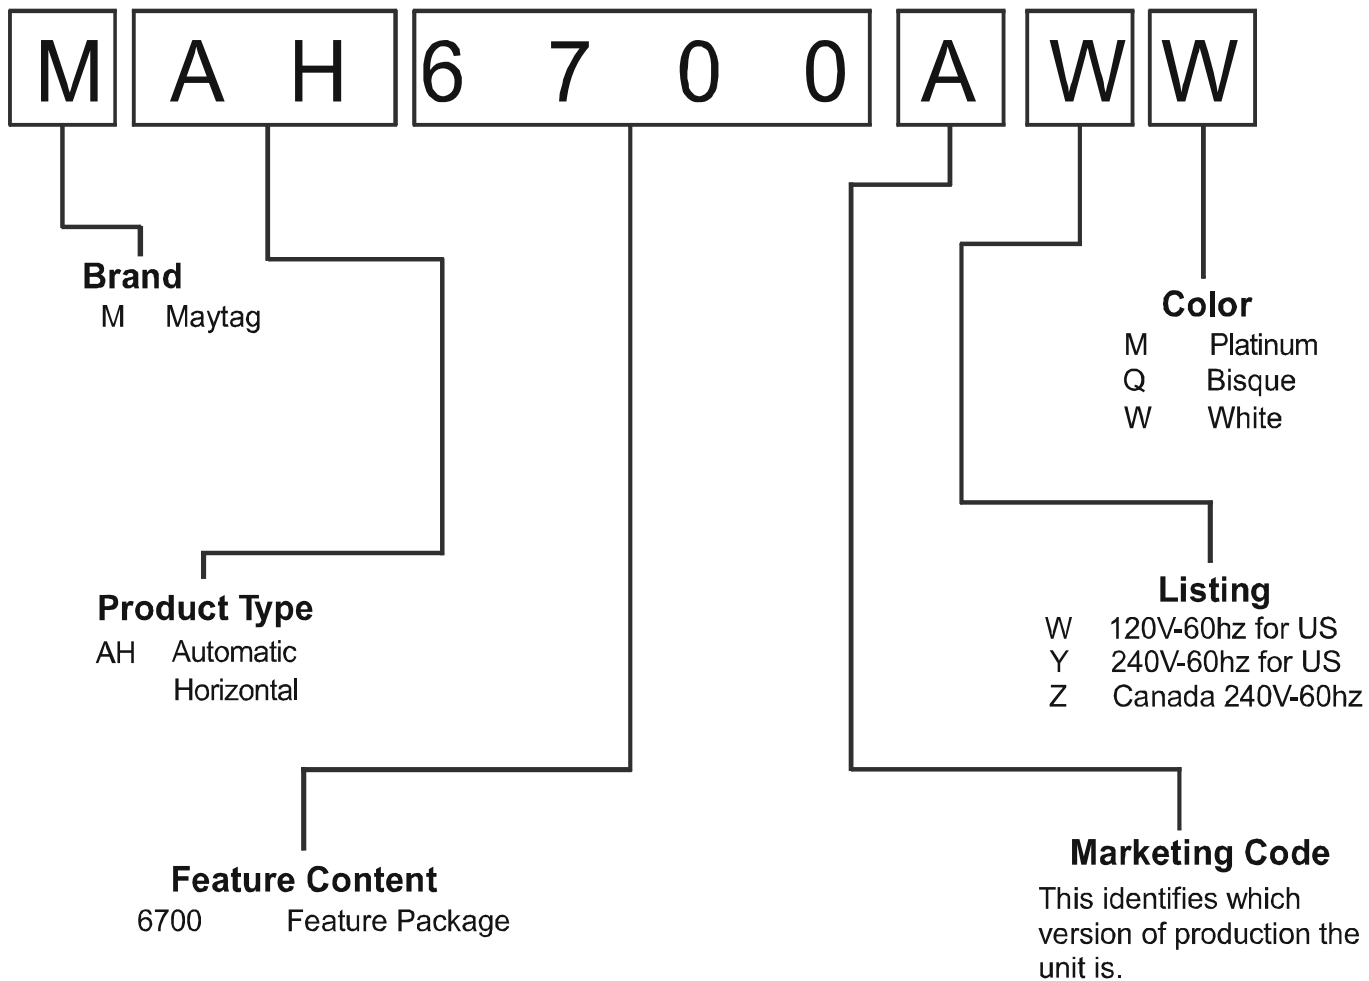 M A H 6 7 0 0 A W W
Brand
M Maytag
Color
M Platinum
Q Bisque
W White
Product Type
AH Automatic
Horizontal
Listing
W 120V-60hz for US
Y 240V-60hz for US
Z Canada 240V-60hz
Feature Content
6700 Feature Package
Marketing Code
This identifies which
version of production the
unit is.